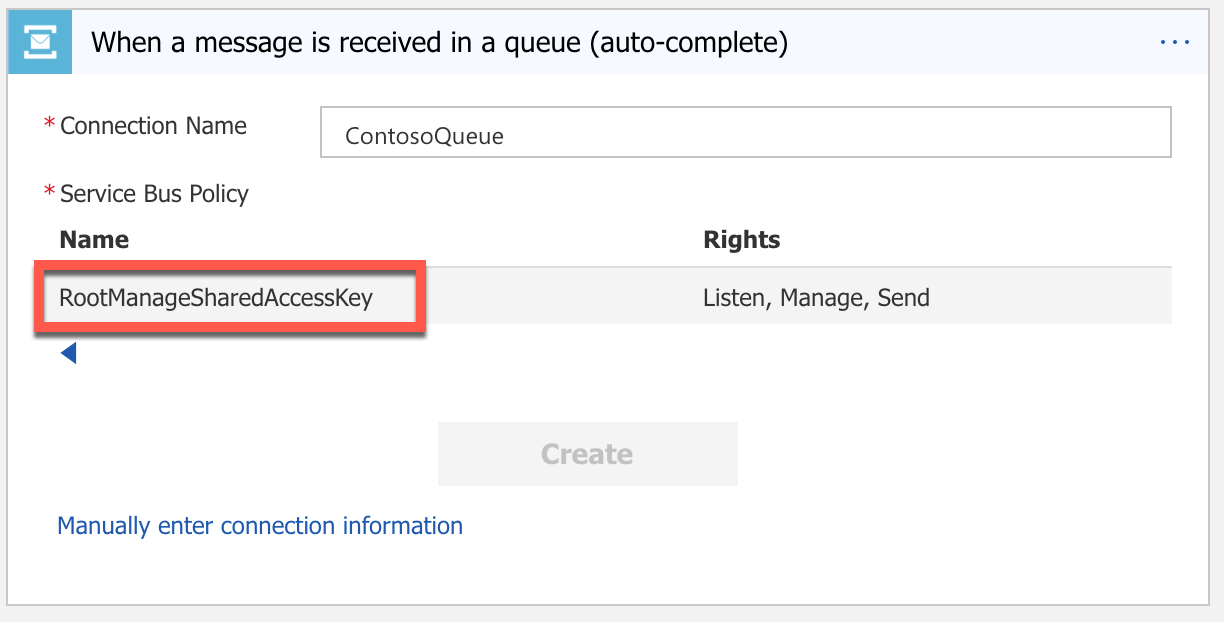 When a message is received in a queue (auto-complete)
* Connection Name
ContosoQueue
* Service Bus Policy
Name Rights
RootManageSharedAccessKey Listen, Manage, Send
Create
Manually enter connection information